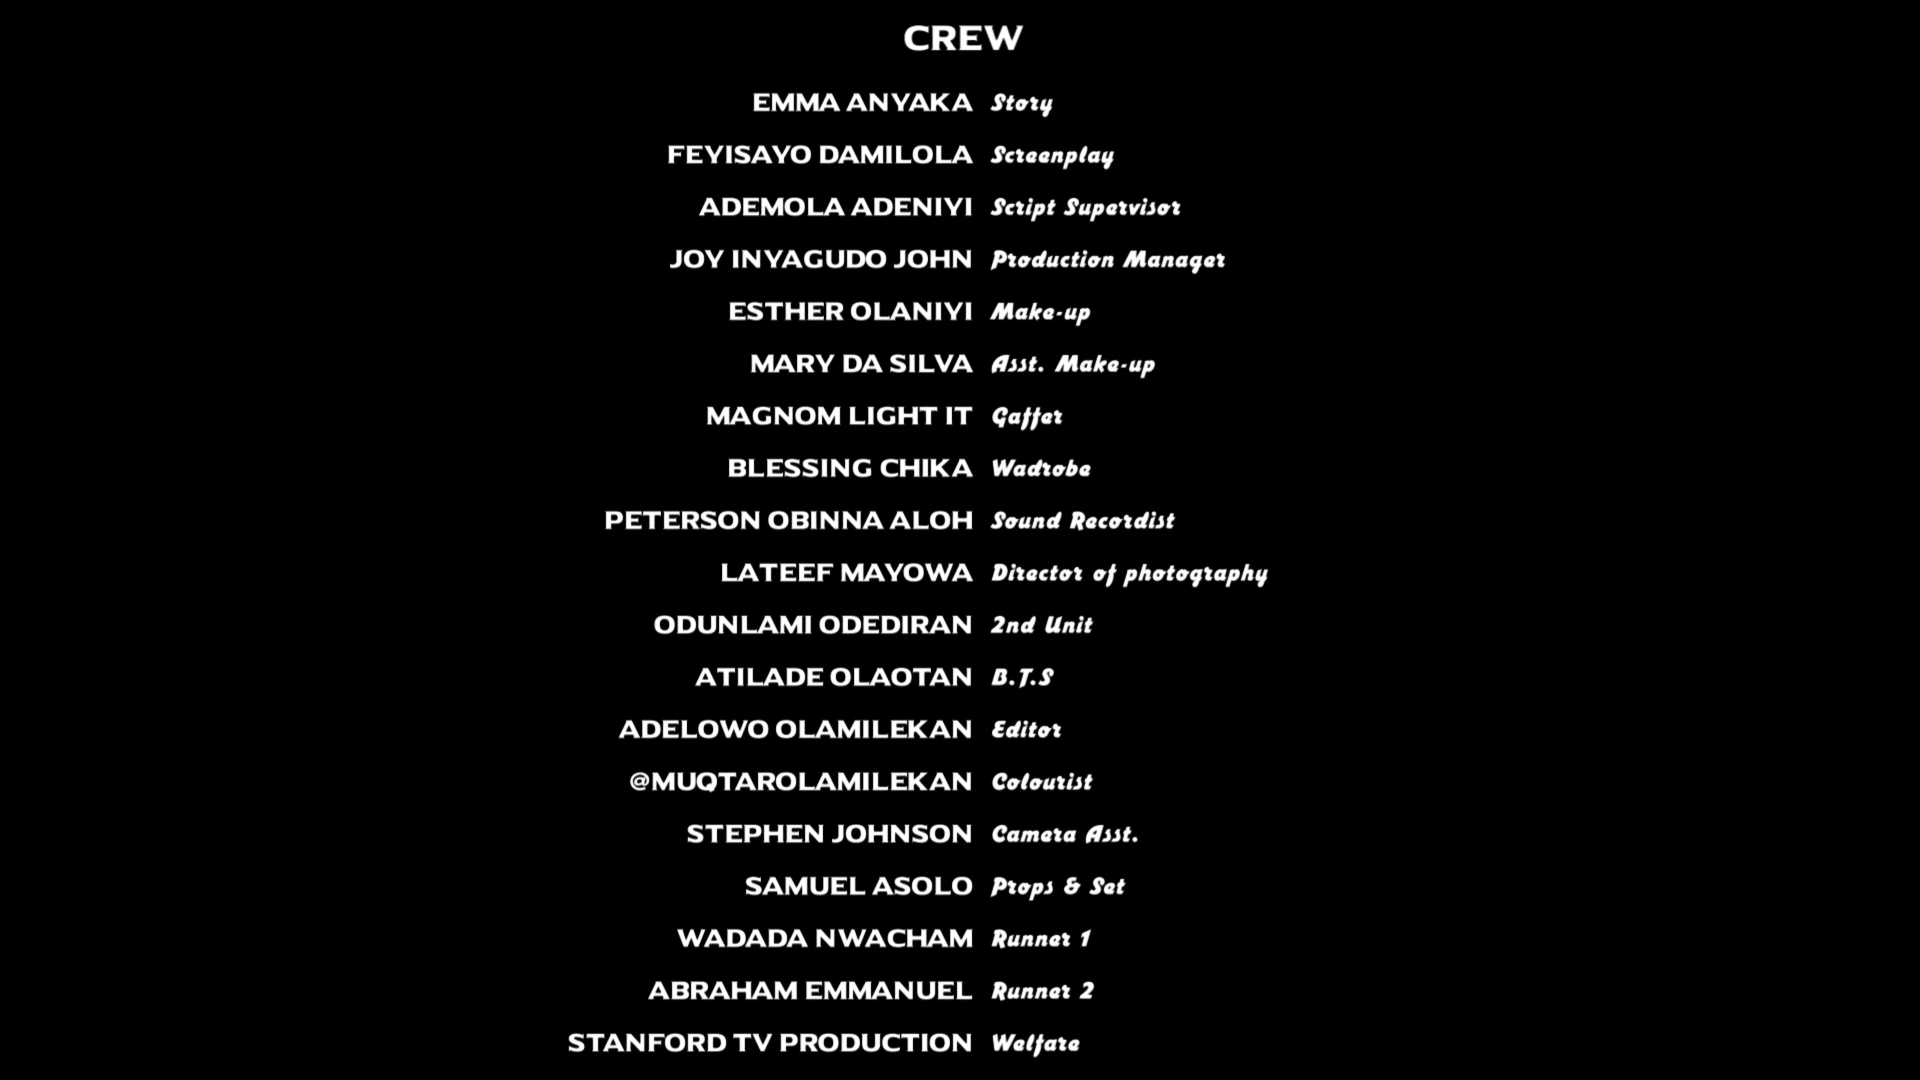 CREW
EMMA ANYAKA Story
FEYISAYO DAMILOLA Screenplay
ADEMOLA ADENIYI Script Supervisor
JOY INYAGUDO JOHN Production Manager
ESTHER OLANIYI Make-up
MARY DA SILVA Asst. Make-up
MAGNOM LIGHT IT Gaffer
BLESSING CHIKA Wadrobe
PETERSON OBINNA ALOH Sound Recordist
LATEEF MAYOWA Director of photography
ODUNLAMI ODEDIRAN 2nd Unit
ATILADE OLAOTAN B.T.S
ADELOWO OLAMILEKAN Editor
@MUQTAROLAMILEKAN Colourist
STEPHEN JOHNSON Camera Asst.
SAMUEL ASOLO Props & Set
WADADA NWACHAM Runner 1
ABRAHAM EMMANUEL Runner 2
STANFORD TV PRODUCTION Welfare